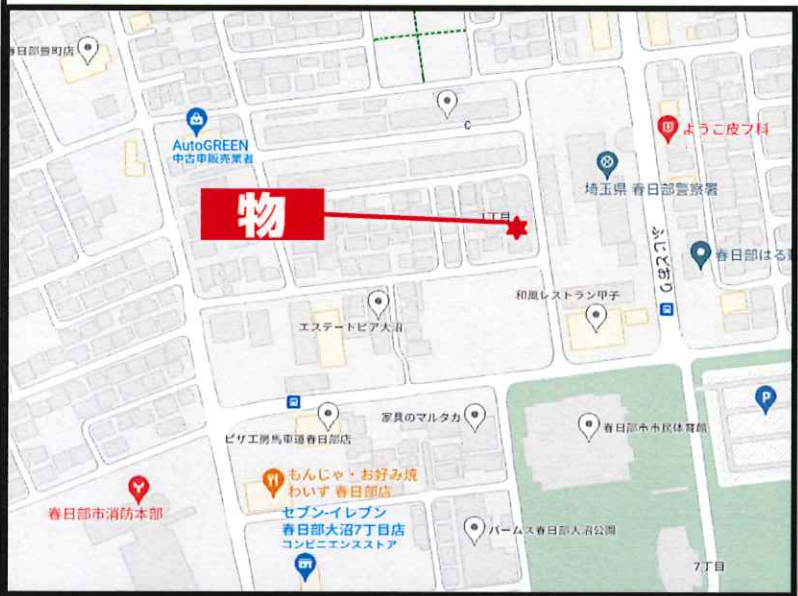 春日部豊町店
AutoGREEN
中古車販売業者
C
ようこ皮フ科
埼玉県 春日部警察署
物
1丁目
ふじどおり
春日部はる
和風レストラン甲子
エステートピア大沼
家具のマルタカ
ピザ工房馬車道春日部店
春日部市市民体育館
P
もんじゃ・お好み焼
わいず 春日部店
春日部市消防本部
セブン-イレブン
春日部大沼7丁目店
コンビニエンスストア
パームス春日部大沼公園
7丁目